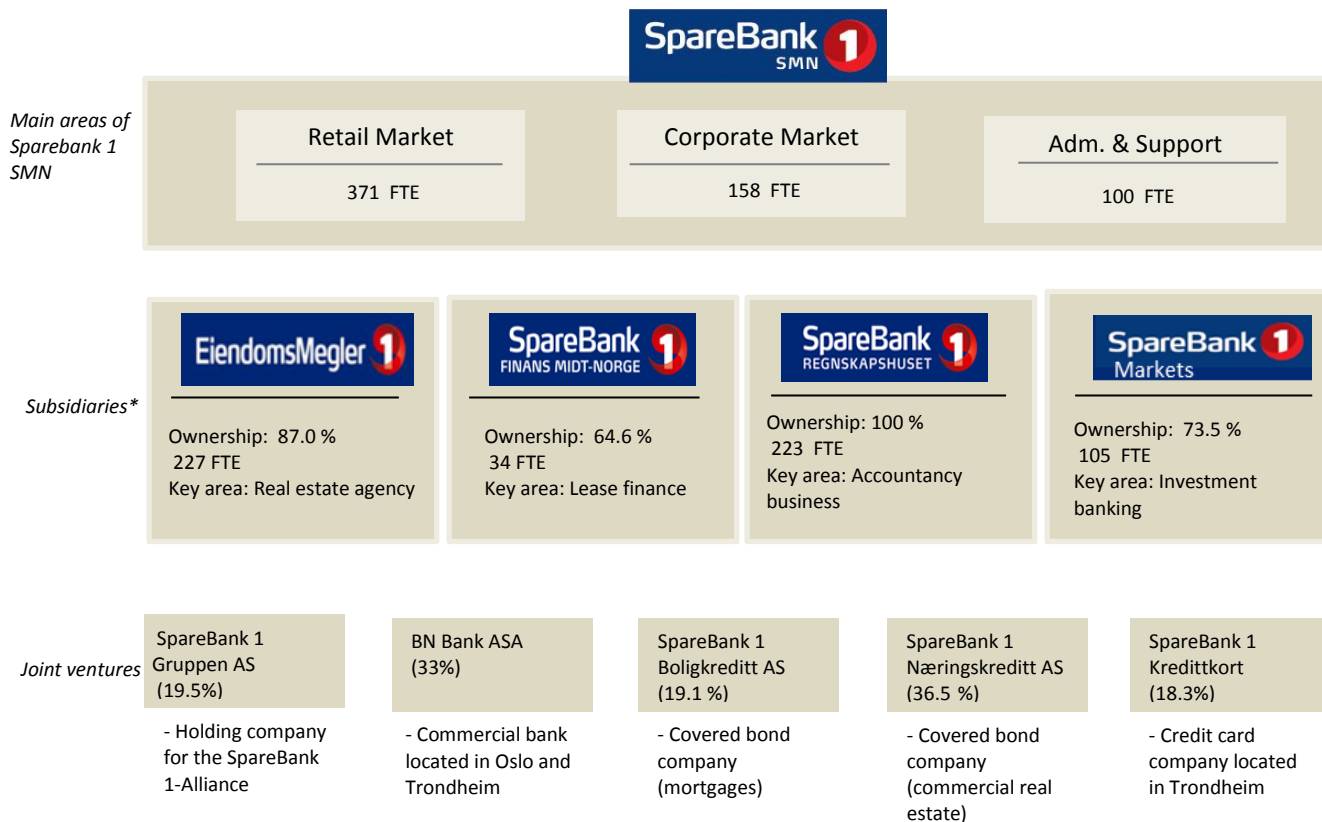 SpareBank 1
SMN
Main areas of
Sparebank 1
SMN
Retail Market
371 FTE
Corporate Market
158 FTE
Adm. & Support
100 FTE
Subsidiaries*
EiendomsMegler 1
Ownership: 87.0 %
227 FTE
Key area: Real estate agency
SpareBank 1
FINANS MIDT-NORGE
Ownership: 64.6 %
34 FTE
Key area: Lease finance
SpareBank 1
REGNSKAPSHUSET
Ownership: 100 %
223 FTE
Key area: Accountancy
business
SpareBank 1
Markets
Ownership: 73.5 %
105 FTE
Key area: Investment
banking
Joint ventures
SpareBank 1
Gruppen AS
(19.5%)
- Holding company
for the SpareBank
1-Alliance
BN Bank ASA
(33%)
- Commercial bank
located in Oslo and
Trondheim
SpareBank 1
Boligkreditt AS
(19.1 %)
- Covered bond
company
(mortgages)
SpareBank 1
Næringskreditt AS
(36.5 %)
- Covered bond
company
(commercial real
estate)
SpareBank 1
Kredittkort
(18.3%)
- Credit card
company located
in Trondheim